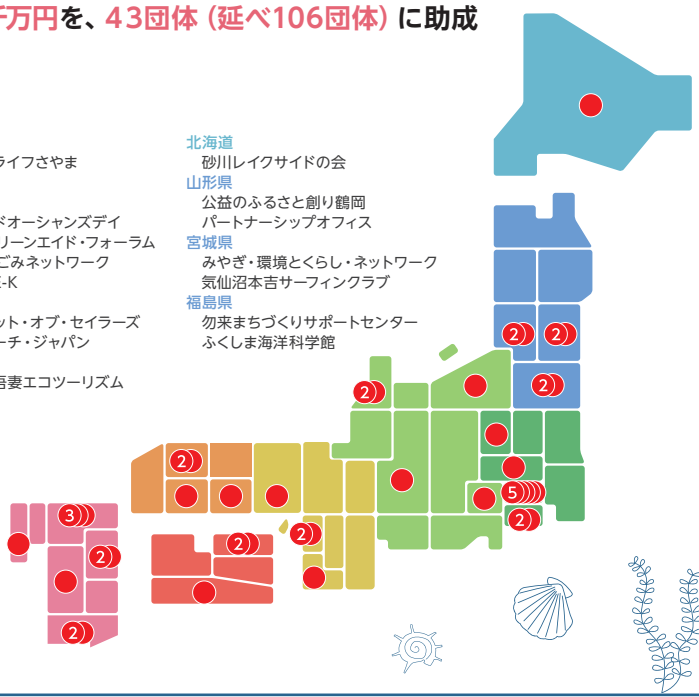 千万円を、43団体（延べ106団体）に助成
ライフさやま
ドオーシャンズデイ
リーンエイド・フォーラム
ごみネットワーク
E-K
ット・オブ・セイラーズ
ーチ・ジャパン
吾妻エコツーリズム
北海道
砂川レイクサイドの会
山形県
公益のふるさと創り鶴岡
パートナーシップオフィス
宮城県
みやぎ・環境とくらし・ネットワーク
気仙沼本吉サーフィンクラブ
福島県
勿来まちづくりサポートセンター
ふくしま海洋科学館
2
2
2
2
2
5
3
2
2
2
2
2